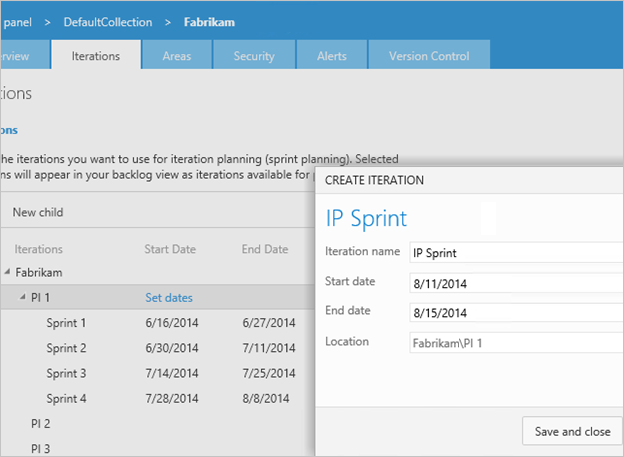 panel > DefaultCollection > Fabrikam
rview Iterations Areas Security Alerts Version Control
tions
ons
he iterations you want to use for iteration planning (sprint planning). Selected
ns will appear in your backlog view as iterations available for
CREATE ITERATION
New child
IP Sprint
Iterations Start Date End Date
Iteration name IP Sprint
Fabrikam
Start date 8/11/2014
PI 1 Set dates
End date 8/15/2014
Sprint 1 6/16/2014 6/27/2014
Location Fabrikam\PI 1
Sprint 2 6/30/2014 7/11/2014
Sprint 3 7/14/2014 7/25/2014
Sprint 4 7/28/2014 8/8/2014
PI 2
Save and close
PI 3